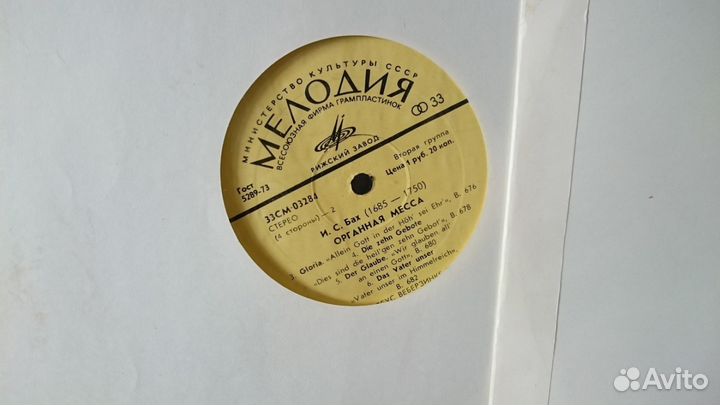 МИНИСТЕРСТВО КУЛЬТУРЫ СССР
МЕЛОДИЯ
ВСЕСОЮЗНАЯ ФИРМА ГРАМПЛАСТИНОК
33
РИЖСКИЙ ЗАВОД
Гост
5289-73
Вторая группа
Цена 1 руб. 20 коп.
33СМ-03284
СТЕРЕО
(4 стороны)—2
И. С. Бах (1685 — 1750)
ОРГАННАЯ МЕССА
3. Gloria. «Allein Gott in der Höh' sei Ehr'», B. 676
4. Die zehn Gebote
«Dies sind die heil'gen zehn Gebot'», B. 678
5. Der Glaube. «Wir glauben all'
an einen Gott», B. 680
6. Das Vater unser
«Vater unser im Himmelreich»,
B. 682
ВЕБЕРЗИНКЕ
Avito